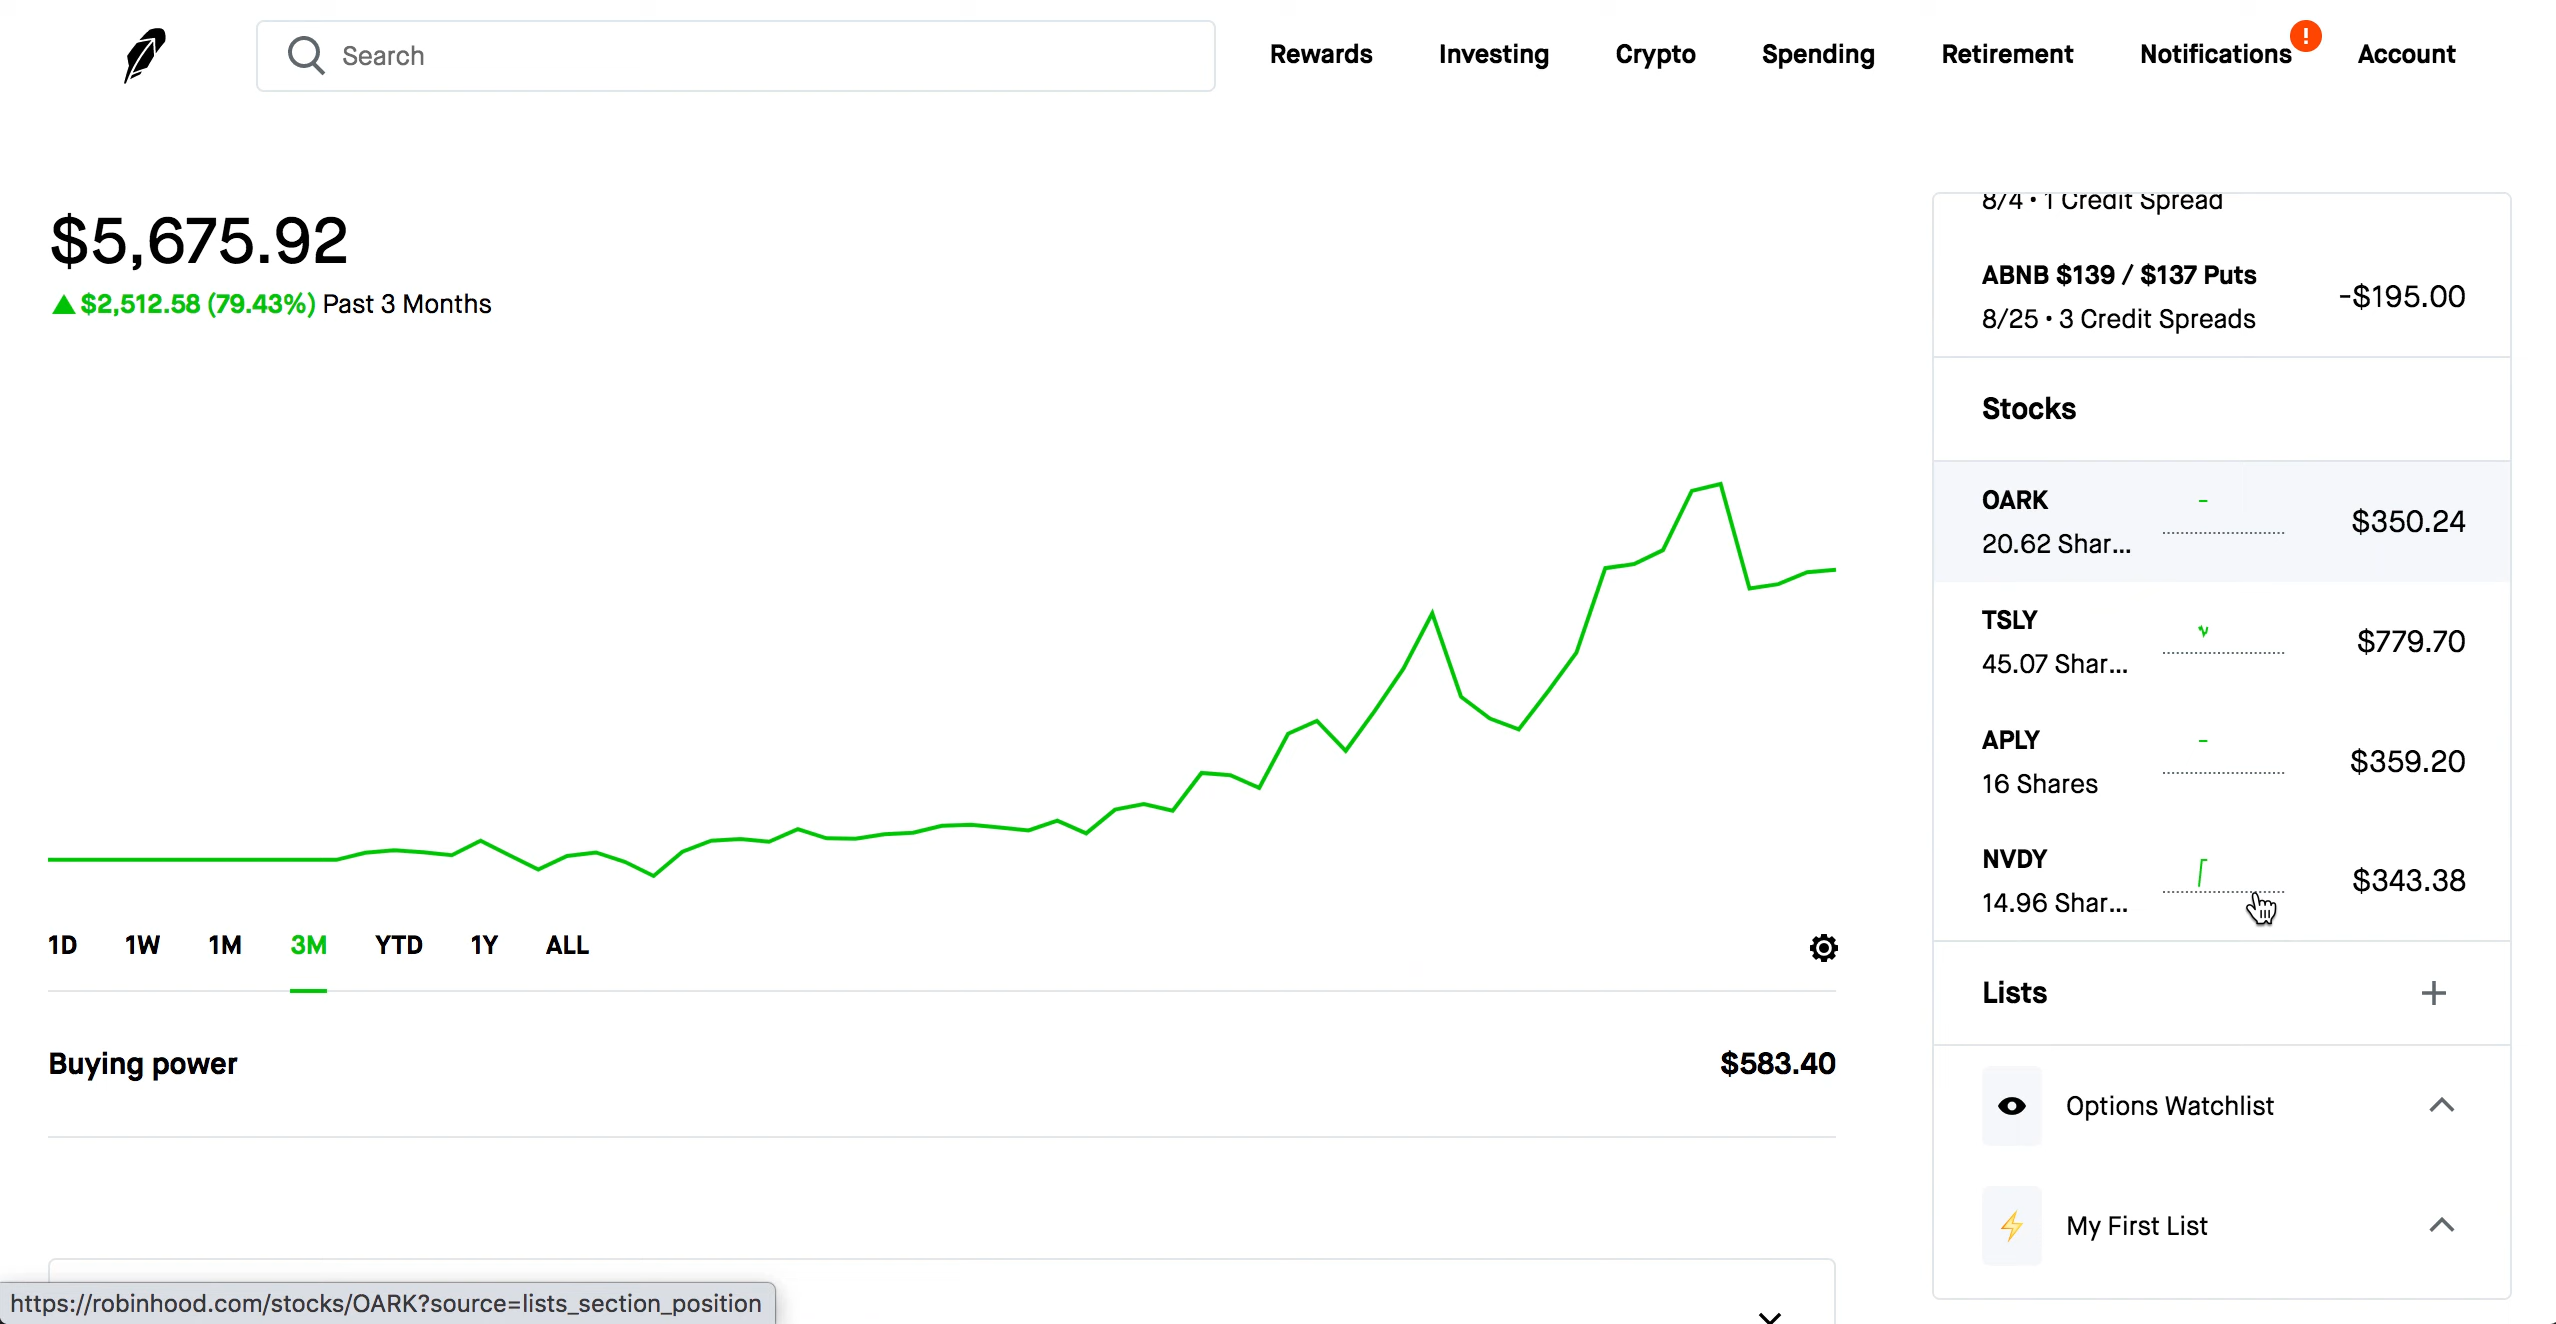 Search
Rewards
Investing
Crypto
Spending
Retirement
Notifications
!
Account
$5,675.92
$2,512.58 (79.43%) Past 3 Months
1D
1W
1M
3M
YTD
1Y
ALL
Buying power
$583.40
8/4 • 1 Credit Spread
ABNB $139 / $137 Puts
8/25 • 3 Credit Spreads
-$195.00
Stocks
OARK
20.62 Shar...
$350.24
TSLY
45.07 Shar...
$779.70
APLY
16 Shares
$359.20
NVDY
14.96 Shar...
$343.38
Lists
Options Watchlist
My First List
https://robinhood.com/stocks/OARK?source=lists_section_position